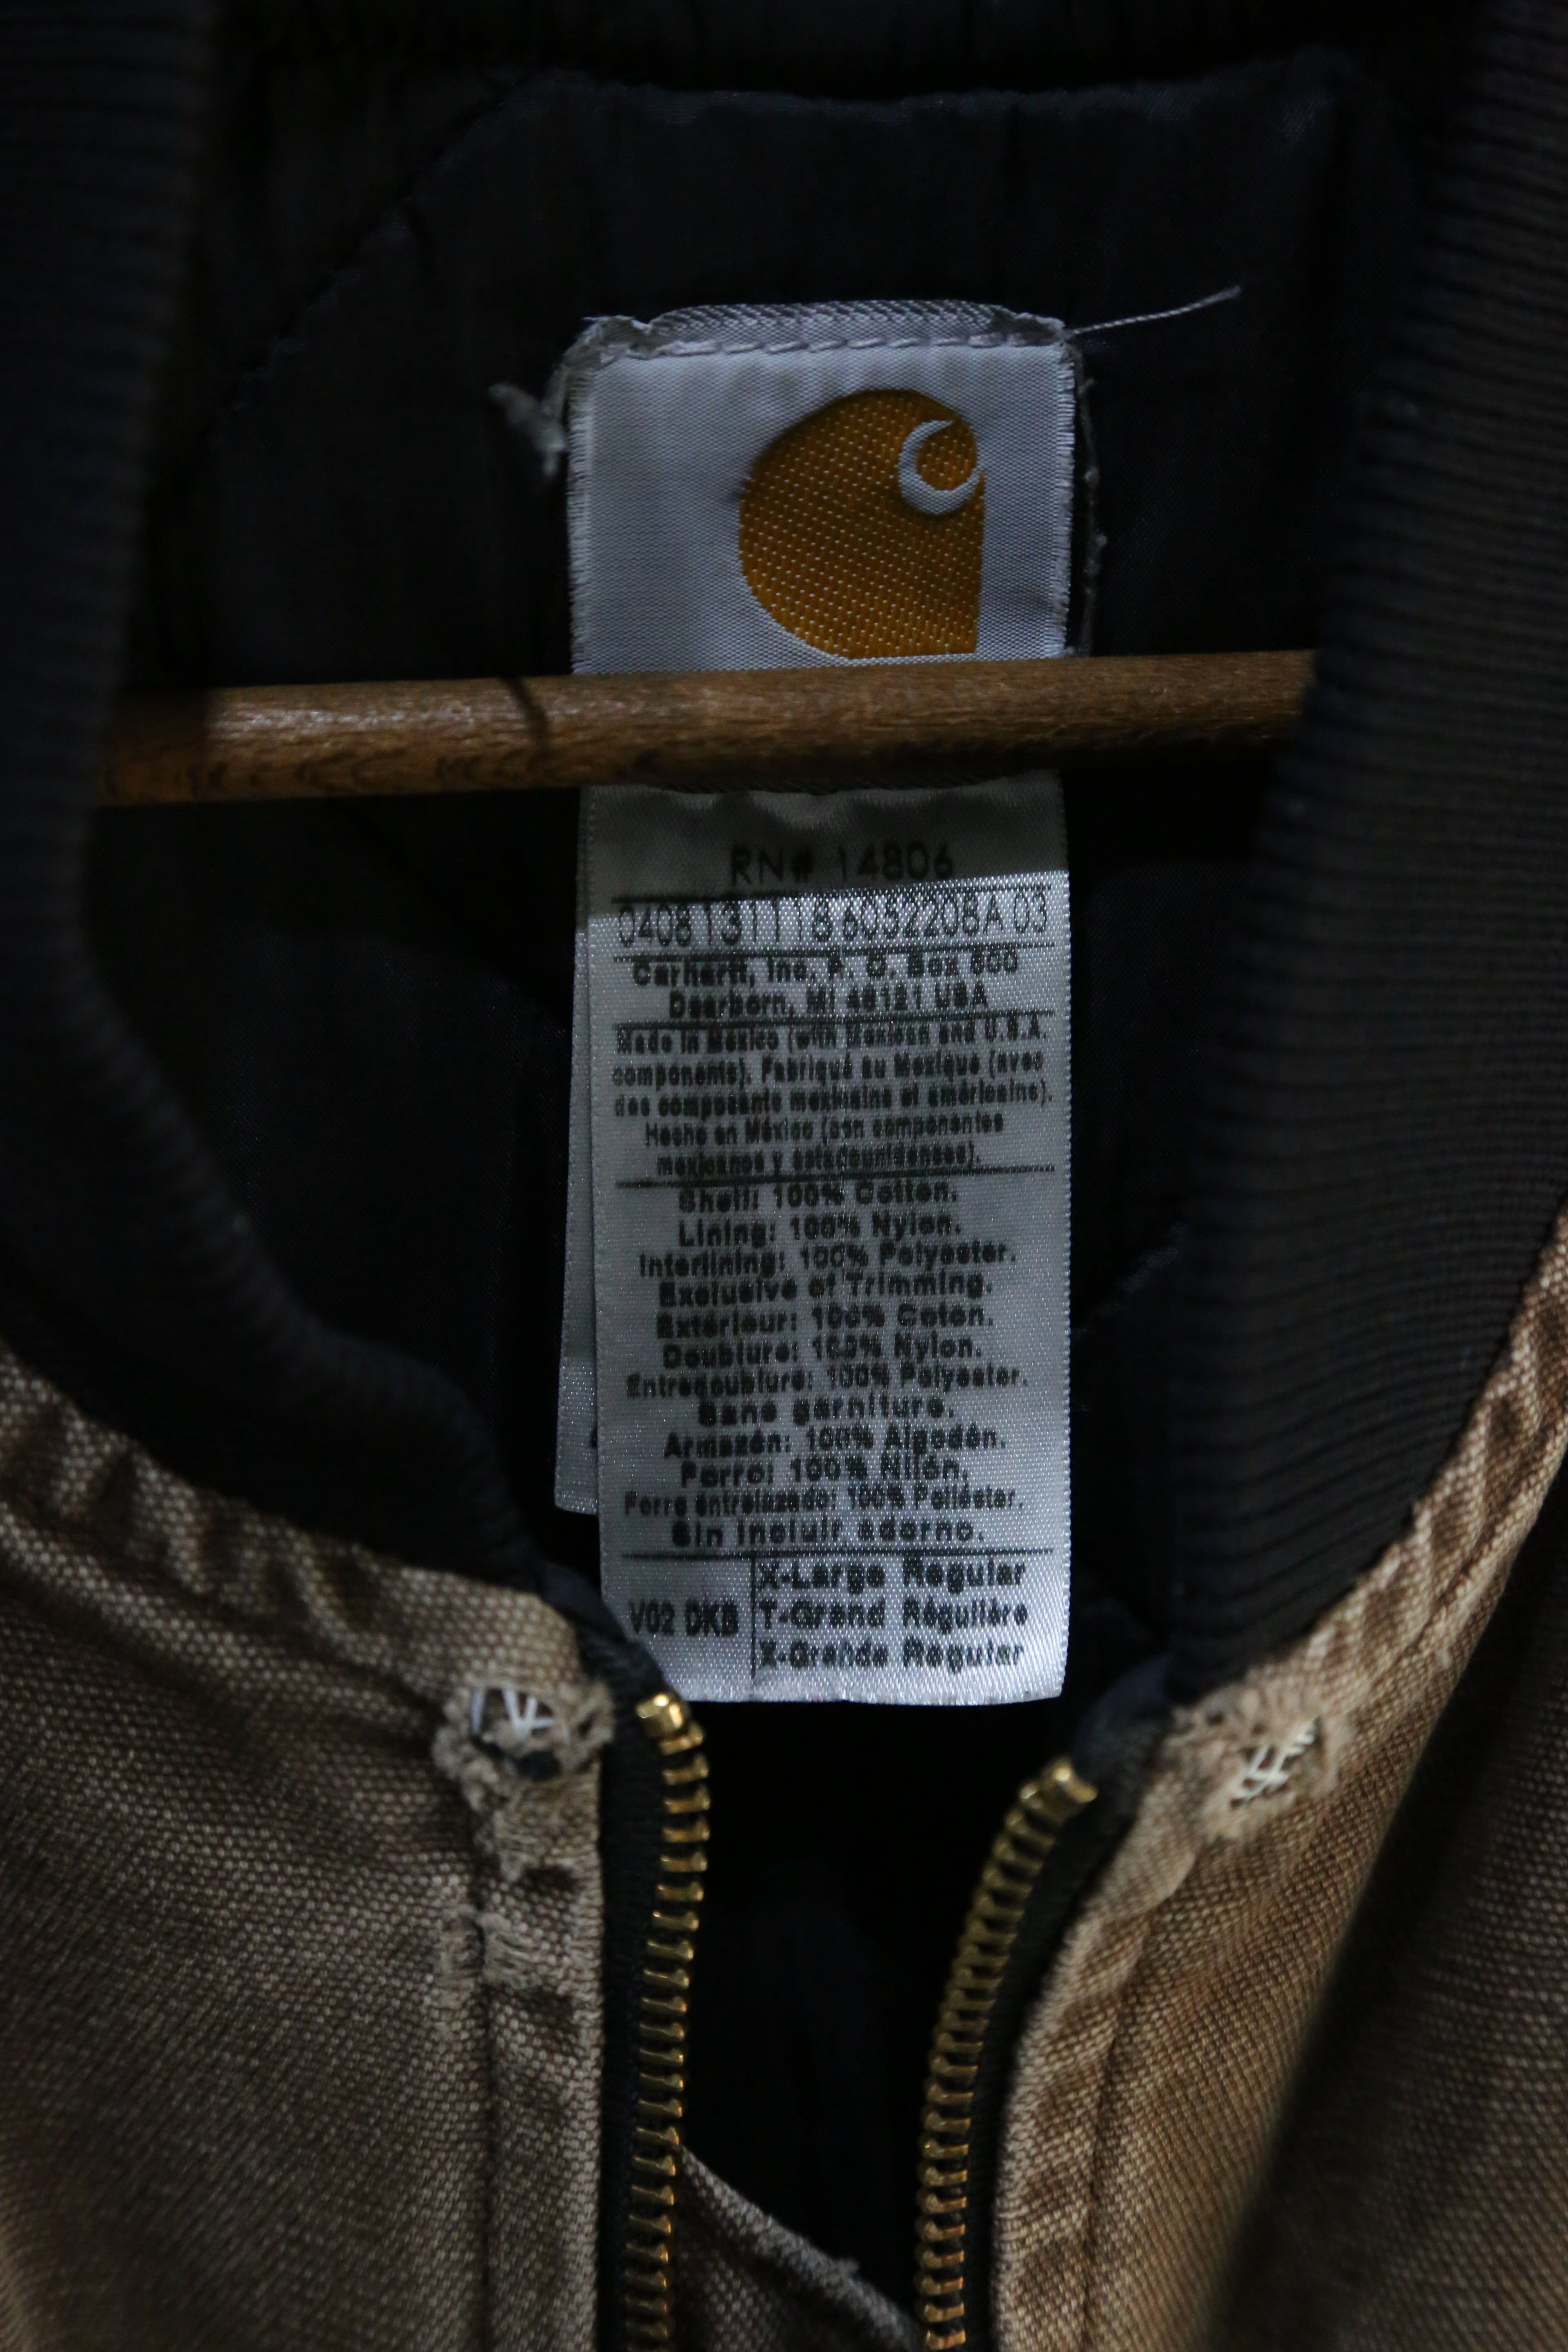 RN# 14806
0408131118605220BA 03
Carhartt, Inc. P. O. Box 600
Dearborn, MI 48121 USA
Made in Mexico (with Mexican and U.S.A.
components). Fabriqué au Mexique (avec
des composants mexicains et américains).
Hecho en México (con componentes
mexicanos y estadounidenses).
Shell: 100% Cotton.
Lining: 100% Nylon.
Interlining: 100% Polyester.
Exclusive of Trimming.
Extérieur: 100% Coton.
Doublure: 100% Nylon.
Entredoublure: 100% Polyester.
Sans garniture.
Armazón: 100% Algodón.
Forro: 100% Nilón.
Forro entrelazado: 100% Poliéster.
Sin incluir adorno.
X-Large Regular
V02 DKB T-Grand Régulière
X-Grande Regular